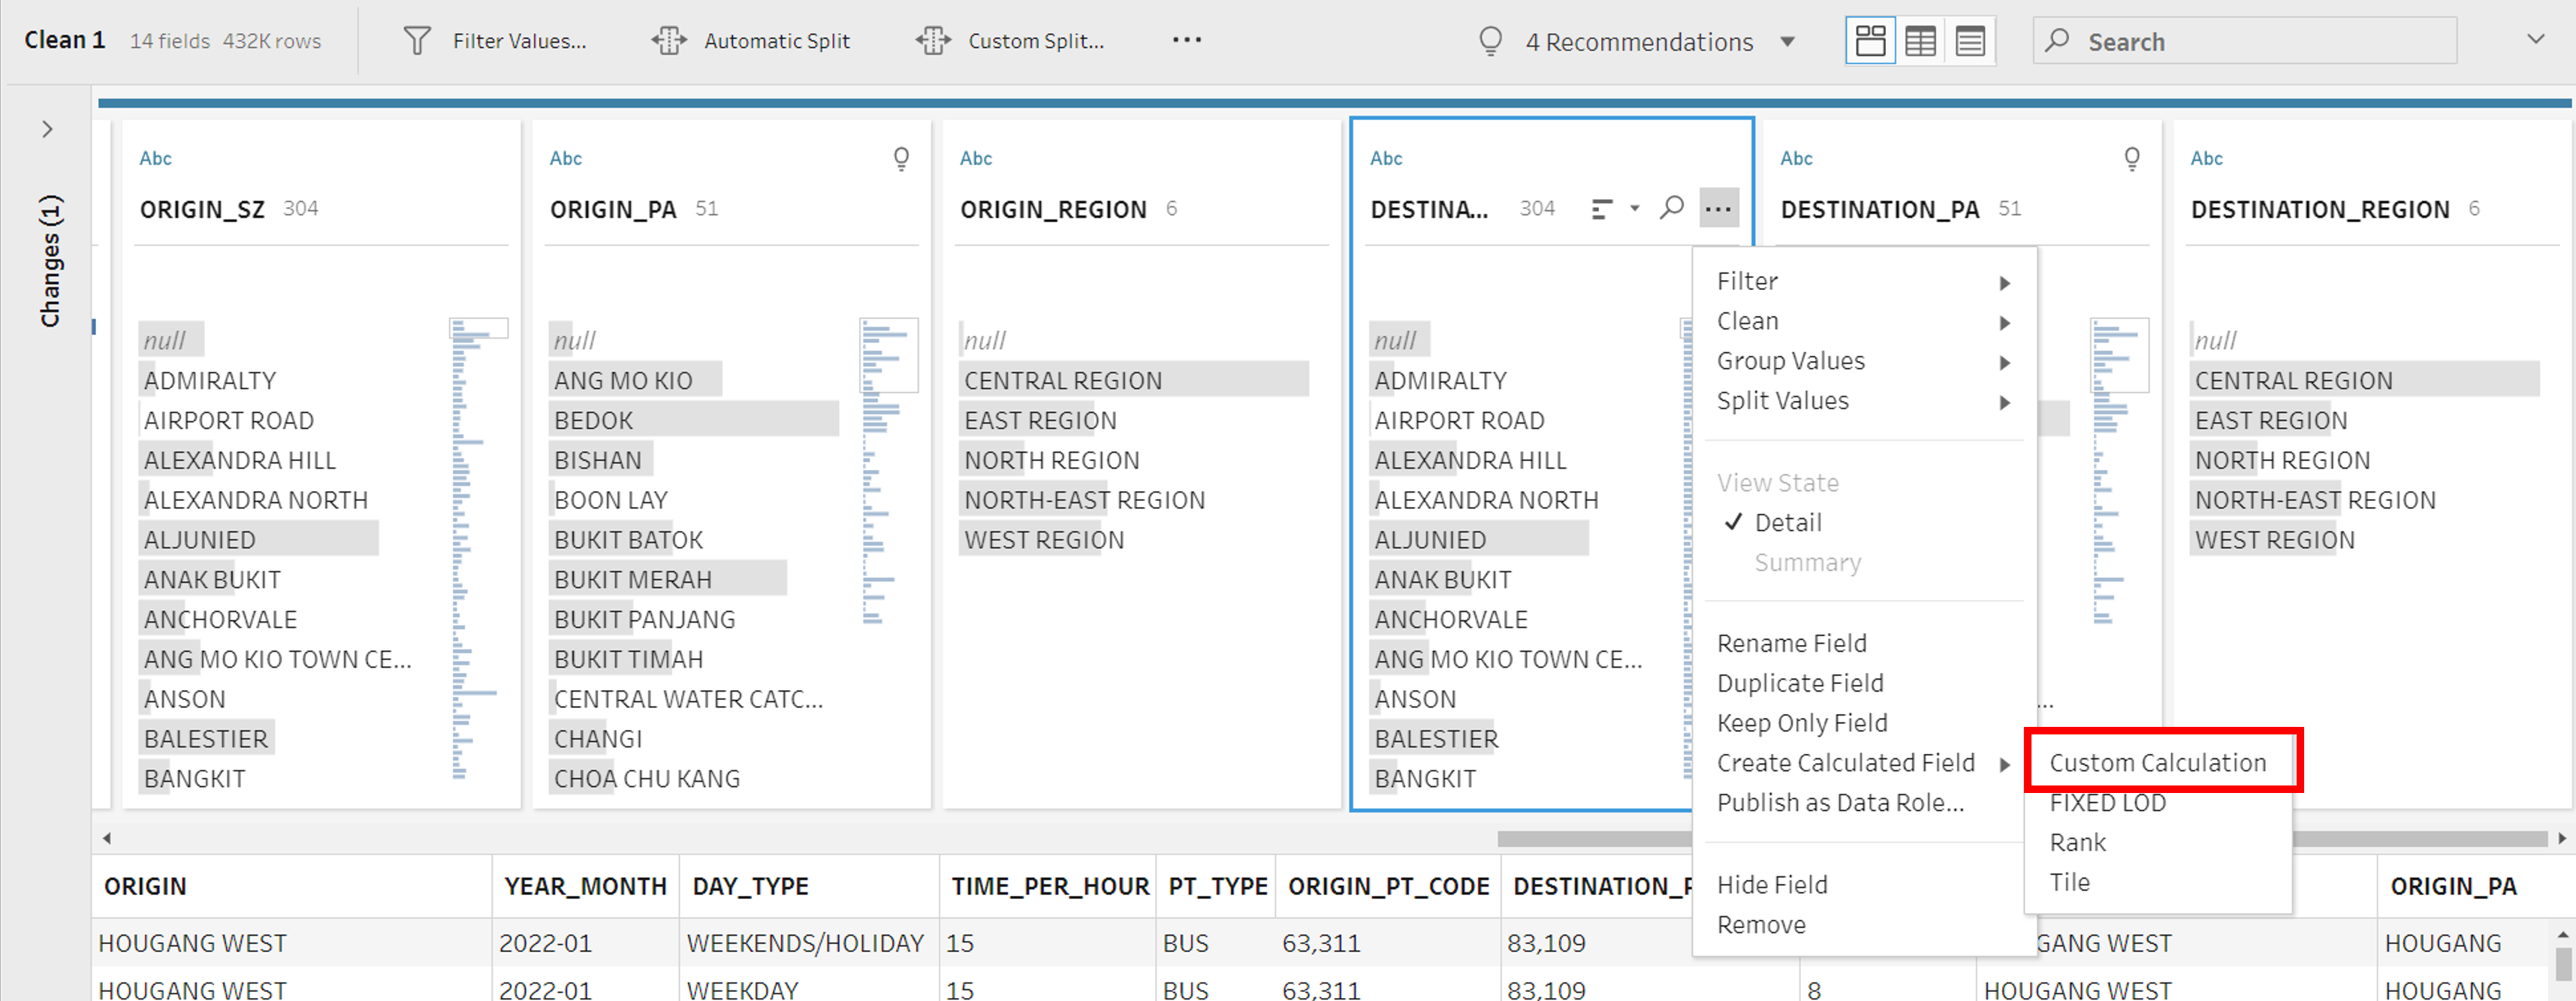 Clean 1 14 fields 432K rows Filter Values... Automatic Split Custom Split... ... 4 Recommendations Search
Changes (1)
Abc Abc Abc Abc Abc Abc
ORIGIN_SZ 304 ORIGIN_PA 51 ORIGIN_REGION 6 DESTINA... 304 ... DESTINATION_PA 51 DESTINATION_REGION 6
null
ADMIRALTY
AIRPORT ROAD
ALEXANDRA HILL
ALEXANDRA NORTH
ALJUNIED
ANAK BUKIT
ANCHORVALE
ANG MO KIO TOWN CE...
ANSON
BALESTIER
BANGKIT
null
ANG MO KIO
BEDOK
BISHAN
BOON LAY
BUKIT BATOK
BUKIT MERAH
BUKIT PANJANG
BUKIT TIMAH
CENTRAL WATER CATC...
CHANGI
CHOA CHU KANG
null
CENTRAL REGION
EAST REGION
NORTH REGION
NORTH-EAST REGION
WEST REGION
null
ADMIRALTY
AIRPORT ROAD
ALEXANDRA HILL
ALEXANDRA NORTH
ALJUNIED
ANAK BUKIT
ANCHORVALE
ANG MO KIO TOWN CE...
ANSON
BALESTIER
BANGKIT
Filter
Clean
Group Values
Split Values
View State
Detail
Summary
Rename Field
Duplicate Field
Keep Only Field
Create Calculated Field
Publish as Data Role...
Hide Field
Remove
...
Custom Calculation
FIXED LOD
Rank
Tile
null
CENTRAL REGION
EAST REGION
NORTH REGION
NORTH-EAST REGION
WEST REGION
ORIGIN YEAR_MONTH DAY_TYPE TIME_PER_HOUR PT_TYPE ORIGIN_PT_CODE DESTINATION_P ORIGIN_PA
HOUGANG WEST 2022-01 WEEKENDS/HOLIDAY 15 BUS 63,311 83,109 GANG WEST HOUGANG
HOUGANG WEST 2022-01 WEEKDAY 15 BUS 63,311 83,109 8 HOUGANG WEST HOUGANG